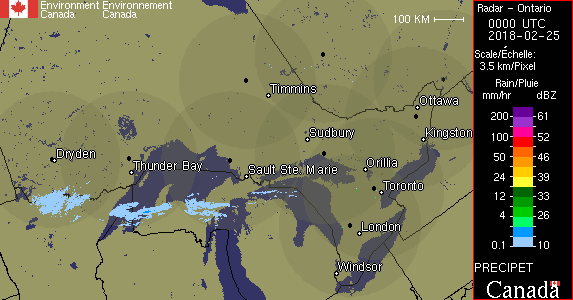 Environment Environnement
Canada Canada
Radar - Ontario
0000 UTC
2018-02-25
100 KM
Scale/Échelle:
3.5 km/Pixel
Rain/Pluie
mm/hr dBZ
200 61
100 52
50 46
24 39
12 33
4 26
1 20
0.1 10
PRECIPET
Canada
Timmins
Ottawa
Sudbury
Kingston
Dryden
Thunder Bay
Sault Ste. Marie
Orillia
Toronto
London
Windsor